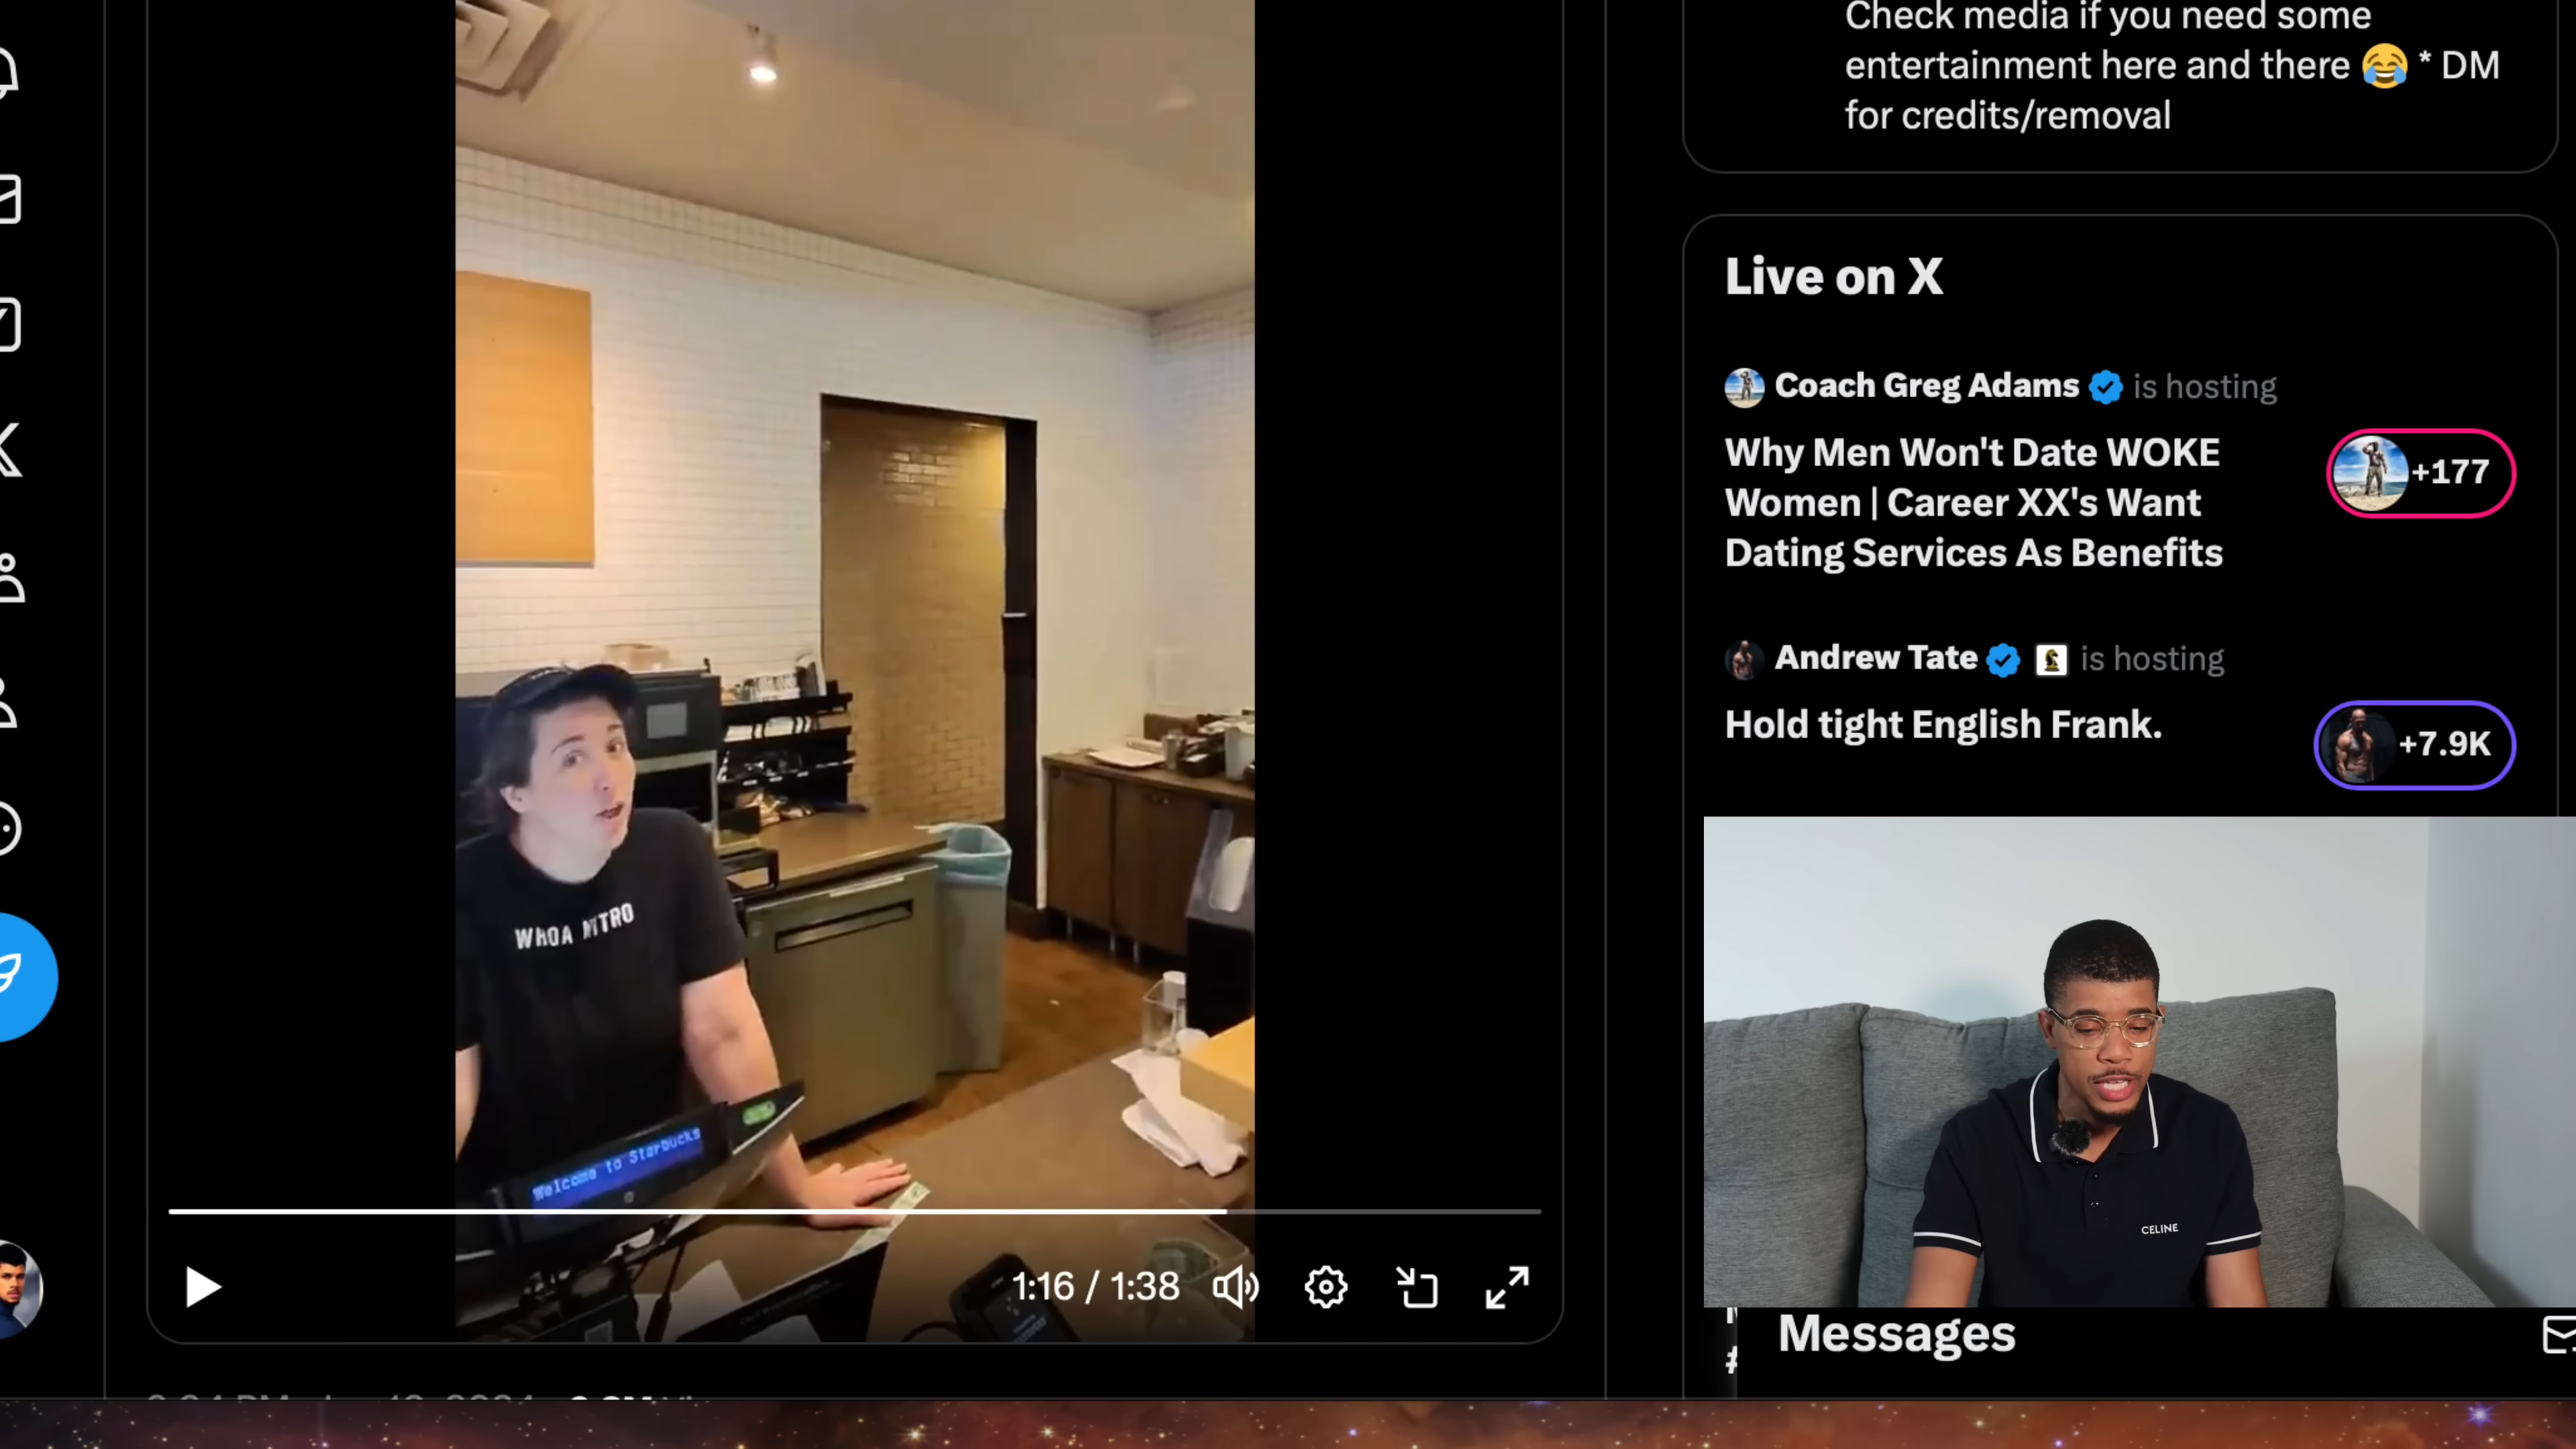 Check media if you need some
entertainment here and there 😂 * DM
for credits/removal
Live on X
Coach Greg Adams is hosting
Why Men Won't Date WOKE
Women | Career XX's Want
Dating Services As Benefits
+177
Andrew Tate is hosting
Hold tight English Frank.
+7.9K
WHOA NITRO
Welcome to Starbucks
1:16 / 1:38
CELINE
Messages